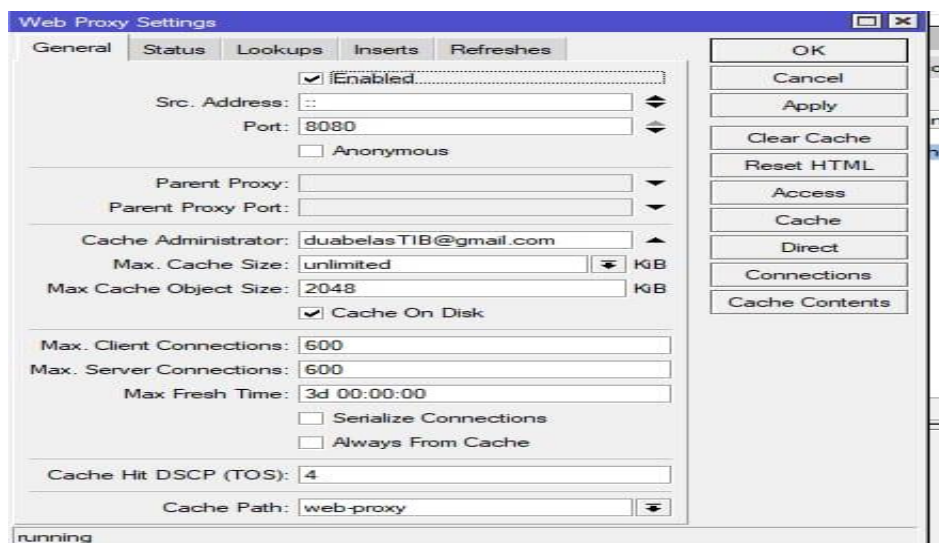 Web Proxy Settings
General Status Lookups Inserts Refreshes
Enabled
Src. Address: ::
Port: 8080
Anonymous
Parent Proxy:
Parent Proxy Port:
Cache Administrator: duabelasTIB@gmail.com
Max. Cache Size: unlimited KiB
Max Cache Object Size: 2048 KiB
Cache On Disk
Max. Client Connections: 600
Max. Server Connections: 600
Max Fresh Time: 3d 00:00:00
Serialize Connections
Always From Cache
Cache Hit DSCP (TOS): 4
Cache Path: web-proxy
running
OK
Cancel
Apply
Clear Cache
Reset HTML
Access
Cache
Direct
Connections
Cache Contents